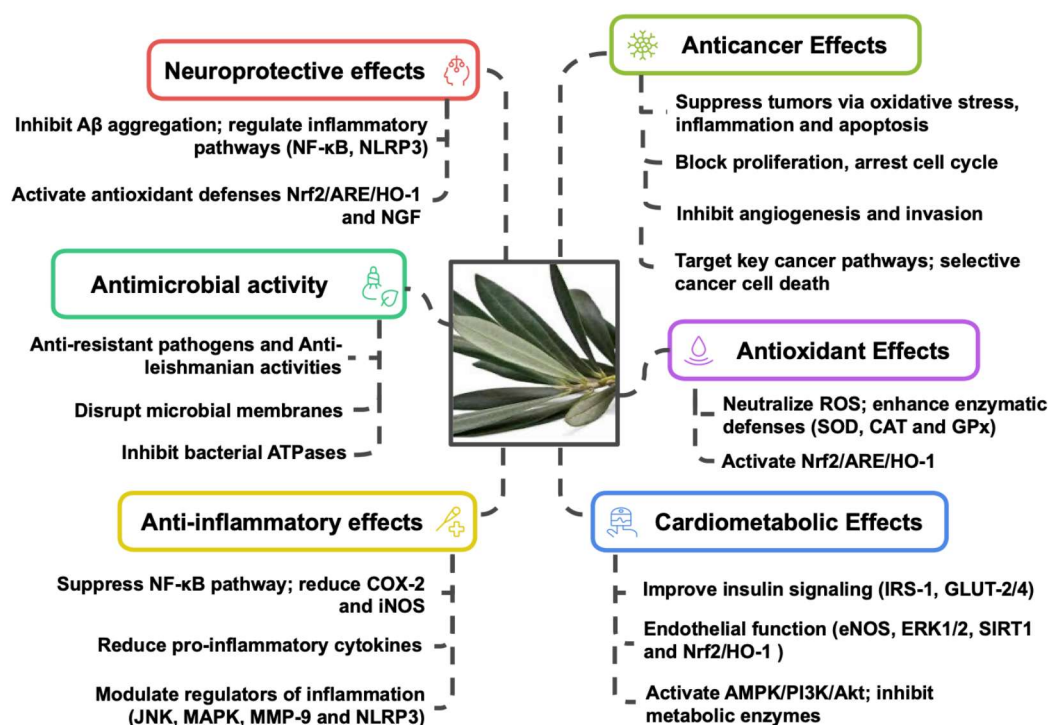 Neuroprotective effects
Inhibit Aβ aggregation; regulate inflammatory
pathways (NF-κB, NLRP3)
Activate antioxidant defenses Nrf2/ARE/HO-1
and NGF
Antimicrobial activity
Anti-resistant pathogens and Anti-
leishmanian activities
Disrupt microbial membranes
Inhibit bacterial ATPases
Anti-inflammatory effects
Suppress NF-κB pathway; reduce COX-2
and iNOS
Reduce pro-inflammatory cytokines
Modulate regulators of inflammation
(JNK, MAPK, MMP-9 and NLRP3)
Anticancer Effects
Suppress tumors via oxidative stress,
inflammation and apoptosis
Block proliferation, arrest cell cycle
Inhibit angiogenesis and invasion
Target key cancer pathways; selective
cancer cell death
Antioxidant Effects
Neutralize ROS; enhance enzymatic
defenses (SOD, CAT and GPx)
Activate Nrf2/ARE/HO-1
Cardiometabolic Effects
Improve insulin signaling (IRS-1, GLUT-2/4)
Endothelial function (eNOS, ERK1/2, SIRT1
and Nrf2/HO-1 )
Activate AMPK/PI3K/Akt; inhibit
metabolic enzymes